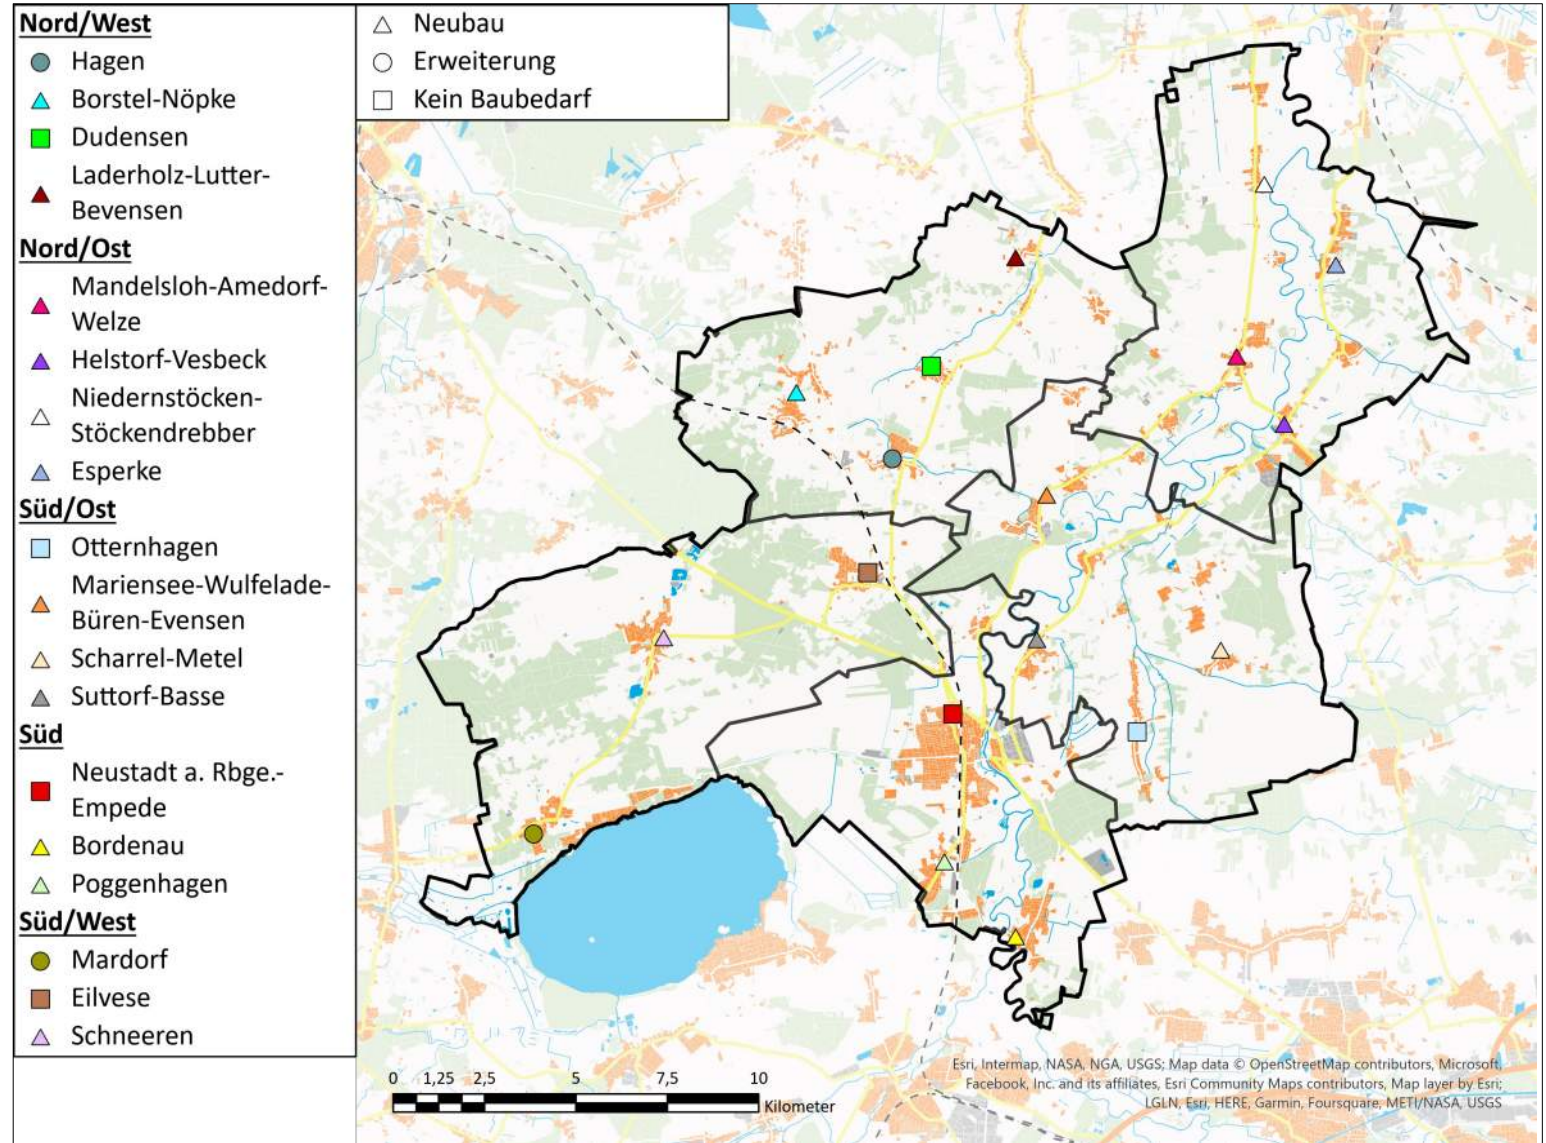 Nord/West
Hagen
Borstel-Nöpke
Dudensen
Laderholz-Lutter-
Bevensen
Nord/Ost
Mandelsloh-Amedorf-
Welze
Helstorf-Vesbeck
Niedernstöcken-
Stöckendrebber
Esperke
Süd/Ost
Otternhagen
Mariensee-Wulfelade-
Büren-Evensen
Scharrel-Metel
Suttorf-Basse
Süd
Neustadt a. Rbge.-
Empede
Bordenau
Poggenhagen
Süd/West
Mardorf
Eilvese
Schneeren
Neubau
Erweiterung
Kein Baubedarf
0 1,25 2,5 5 7,5 10
Kilometer
Esri, Intermap, NASA, NGA, USGS; Map data © OpenStreetMap contributors, Microsoft,
Facebook, Inc. and its affiliates, Esri Community Maps contributors, Map layer by Esri;
LGLN, Esri, HERE, Garmin, Foursquare, METI/NASA, USGS